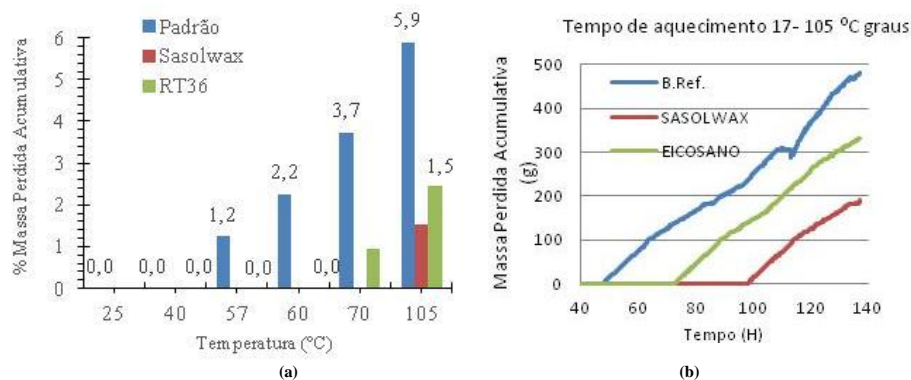 % Massa Perdida Acumulativa
6
5
4
3
2
1
0
Padrão
Sasolwax
RT36
0,0
0,0
0,0
1,2
0,0
2,2
0,0
3,7
5,9
1,5
25
40
57
60
70
105
Temperatura (ºC)
(a)
Tempo de aquecimento 17- 105 ºC graus
Massa Perdida Acumulativa
(g)
500
400
300
200
100
0
B.Ref.
SASOLWAX
EICOSANO
40
60
80
100
120
140
Tempo (H)
(b)